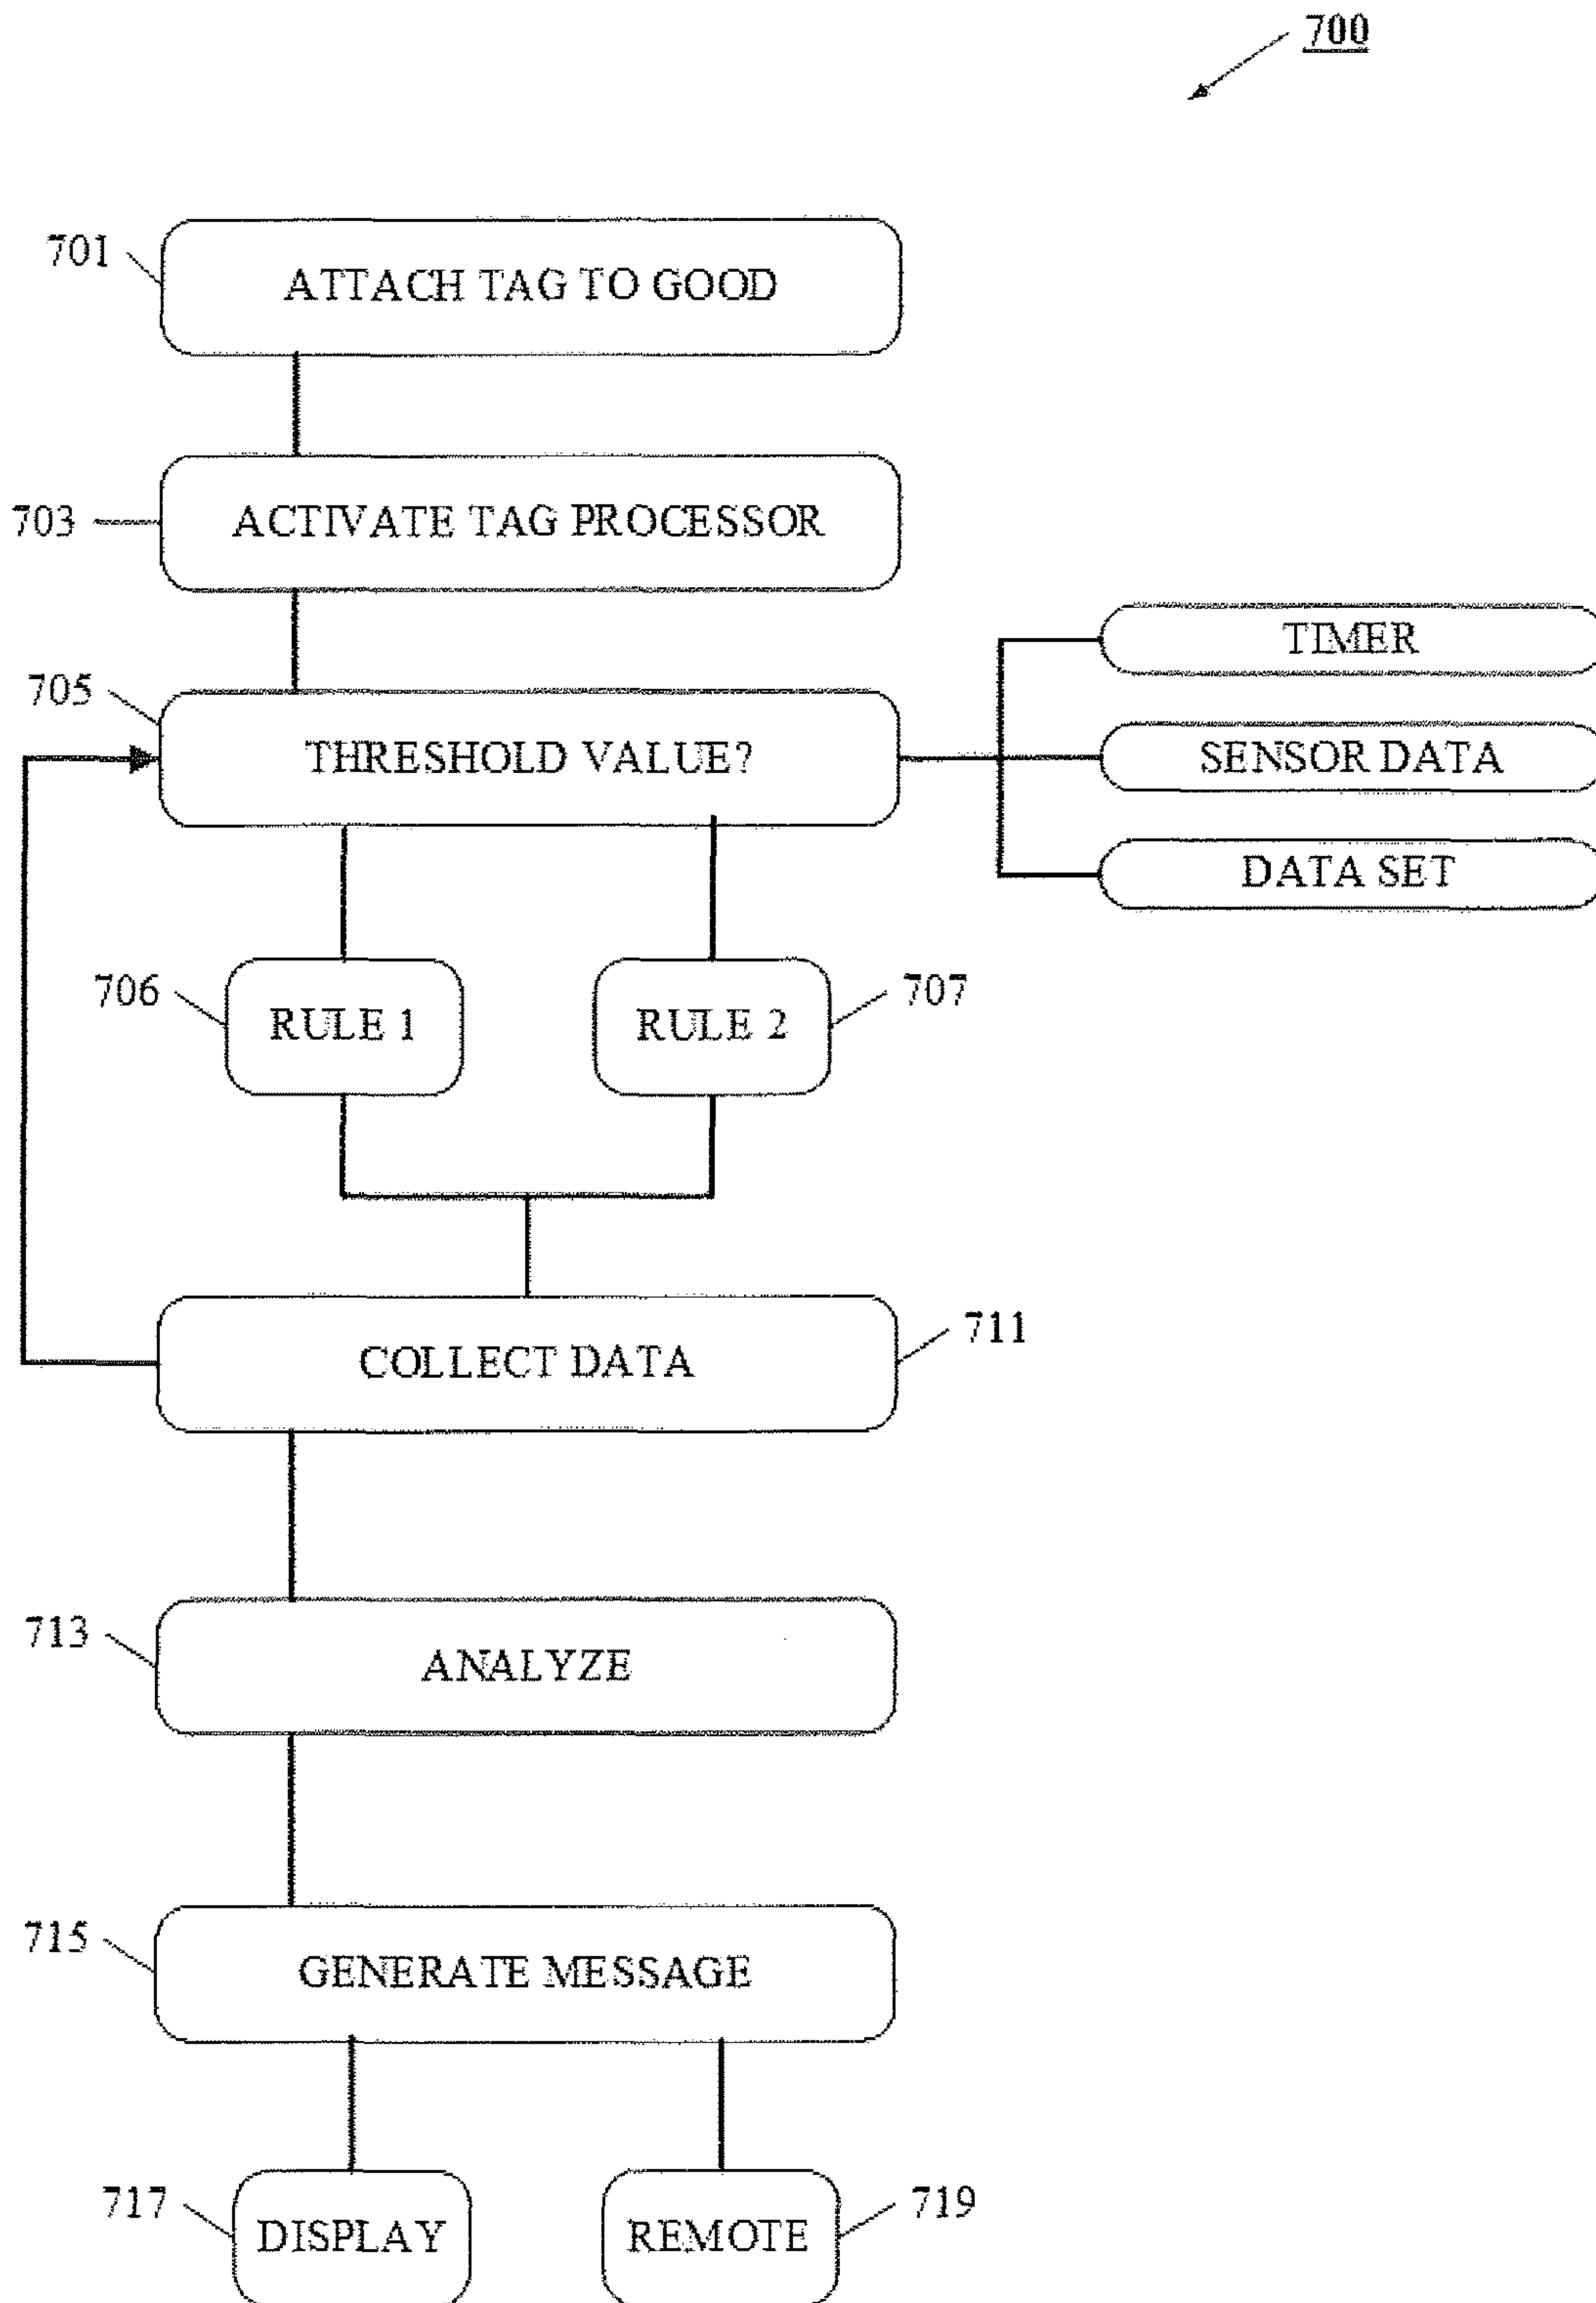 700
701
ATTACH TAG TO GOOD
703
ACTIVATE TAG PROCESSOR
705
THRESHOLD VALUE?
TIMER
SENSOR DATA
DATA SET
706
RULE 1
RULE 2
707
COLLECT DATA
711
713
ANALYZE
715
GENERATE MESSAGE
717
DISPLAY
REMOTE
719